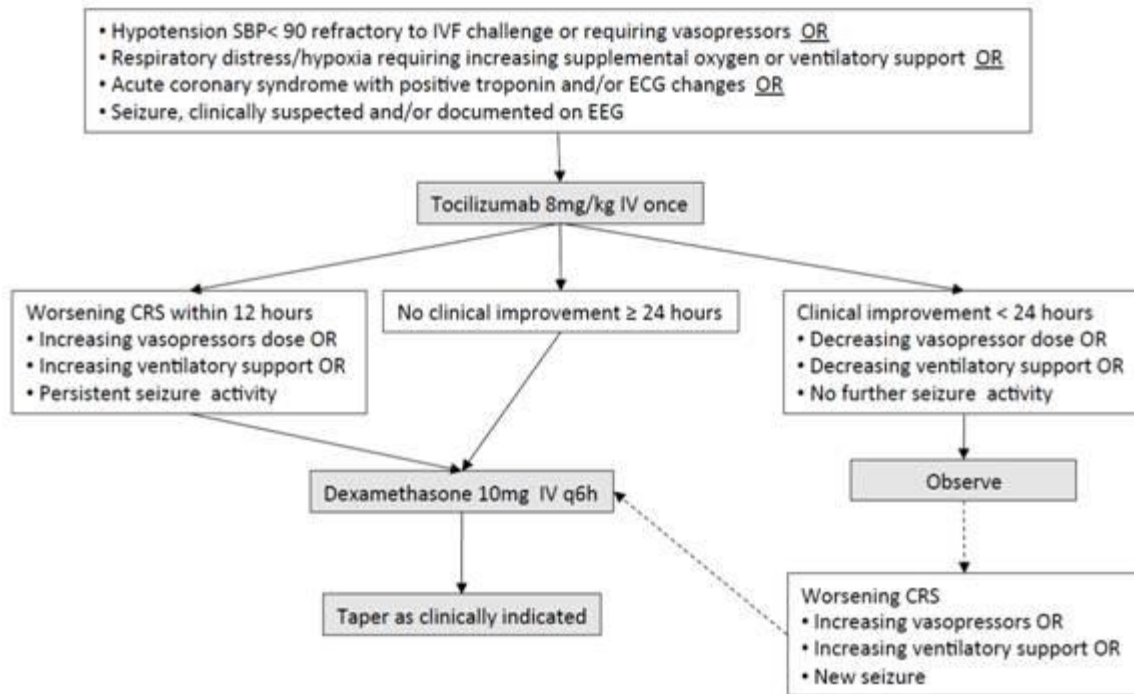 • Hypotension SBP< 90 refractory to IVF challenge or requiring vasopressors OR
• Respiratory distress/hypoxia requiring increasing supplemental oxygen or ventilatory support OR
• Acute coronary syndrome with positive troponin and/or ECG changes OR
• Seizure, clinically suspected and/or documented on EEG
Tocilizumab 8mg/kg IV once
Worsening CRS within 12 hours
• Increasing vasopressors dose OR
• Increasing ventilatory support OR
• Persistent seizure activity
No clinical improvement ≥ 24 hours
Clinical improvement < 24 hours
• Decreasing vasopressor dose OR
• Decreasing ventilatory support OR
• No further seizure activity
Dexamethasone 10mg IV q6h
Observe
Taper as clinically indicated
Worsening CRS
• Increasing vasopressors OR
• Increasing ventilatory support OR
• New seizure